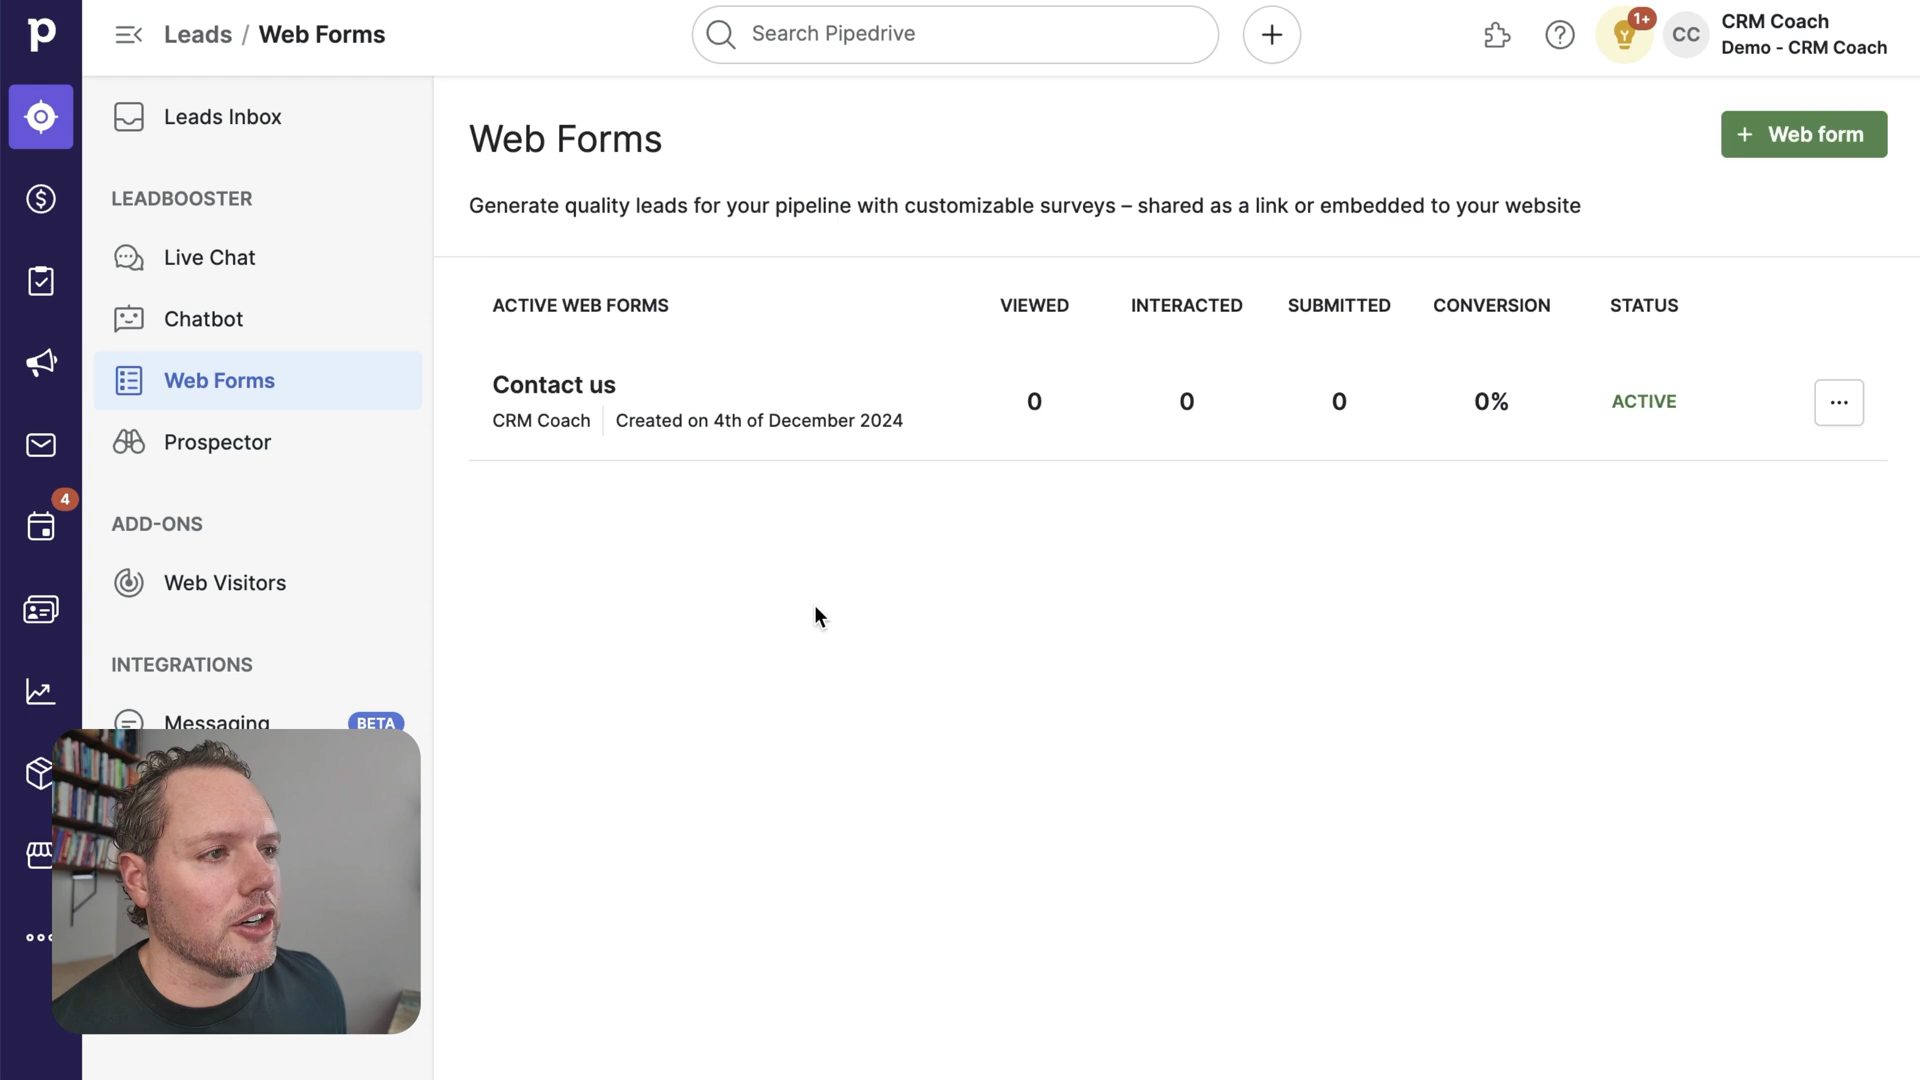 p
Leads / Web Forms
Search Pipedrive
1+
CC
CRM Coach
Demo - CRM Coach
Leads Inbox
LEADBOOSTER
Live Chat
Chatbot
Web Forms
Prospector
4
ADD-ONS
Web Visitors
INTEGRATIONS
Messaging BETA
Web Forms
+ Web form
Generate quality leads for your pipeline with customizable surveys – shared as a link or embedded to your website
ACTIVE WEB FORMS VIEWED INTERACTED SUBMITTED CONVERSION STATUS
Contact us
CRM Coach Created on 4th of December 2024
0 0 0 0% ACTIVE